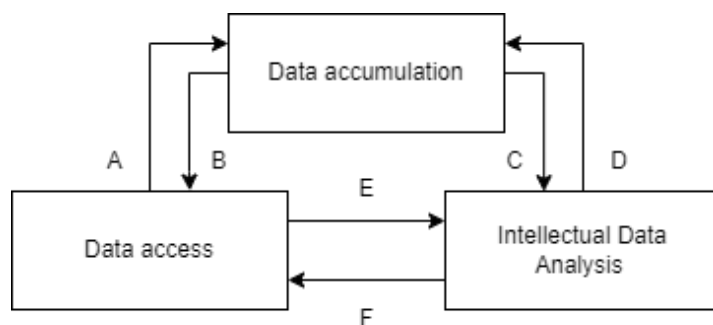 Data accumulation
A
B
C
D
E
Data access
Intellectual Data
Analysis
F